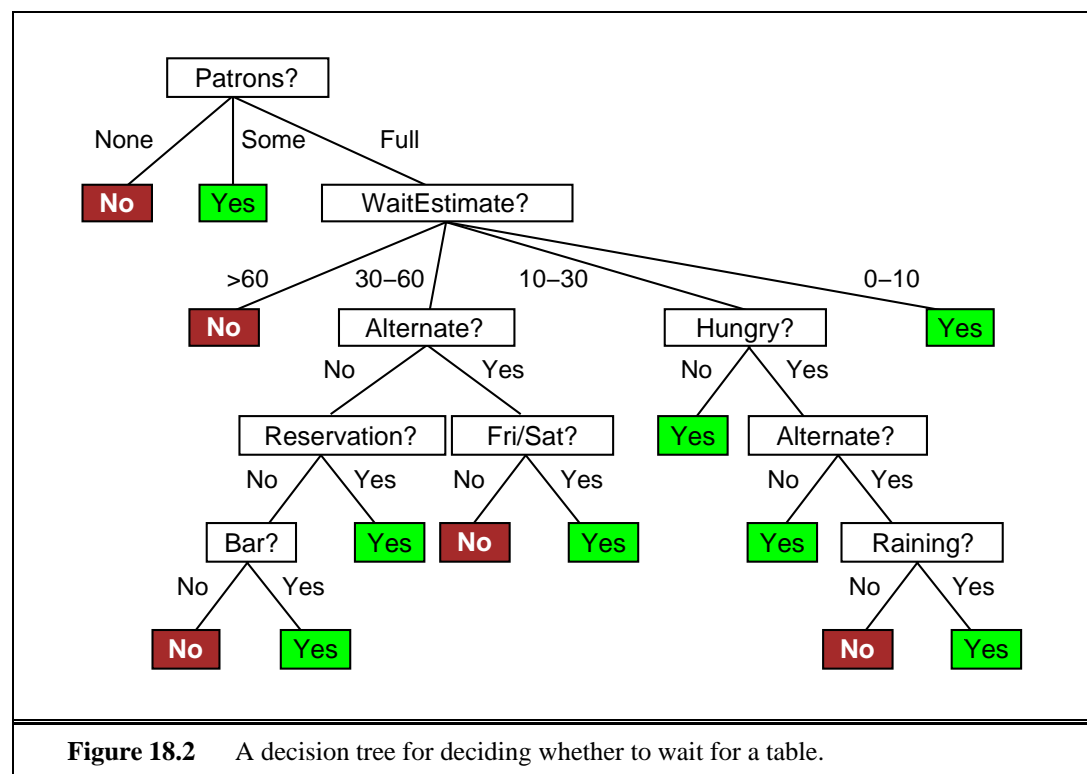 Patrons?
None Some Full
No Yes WaitEstimate?
>60 30–60 10–30 0–10
No Alternate? Hungry? Yes
No Yes No Yes
Reservation? Fri/Sat? Yes Alternate?
No Yes No Yes No Yes
Bar? Yes No Yes Yes Raining?
No Yes No Yes
No Yes No Yes
Figure 18.2 A decision tree for deciding whether to wait for a table.